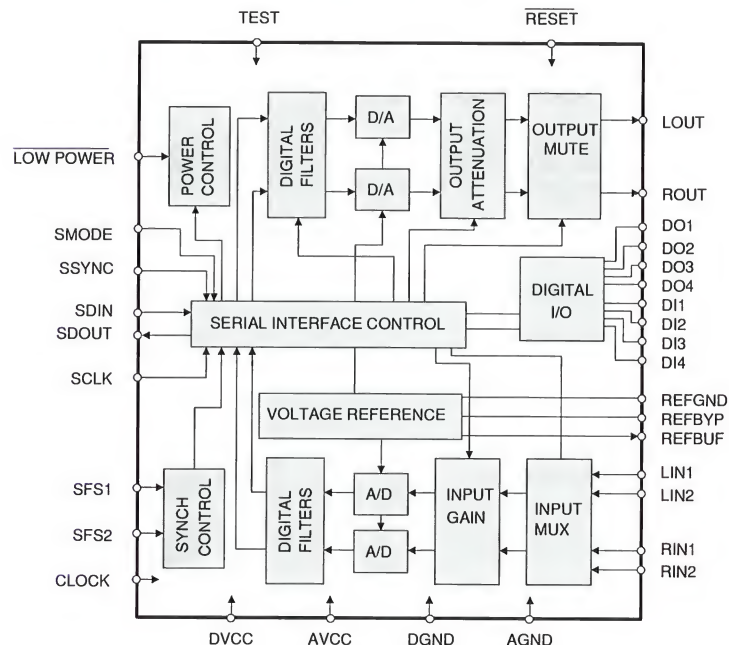 TEST
RESET
LOW POWER
POWER
CONTROL
DIGITAL
FILTERS
D/A
D/A
OUTPUT
ATTENUATION
OUTPUT
MUTE
LOUT
ROUT
SMODE
SSYNC
SDIN
SDOUT
SCLK
SERIAL INTERFACE CONTROL
DIGITAL
I/O
DO1
DO2
DO3
DO4
DI1
DI2
DI3
DI4
VOLTAGE REFERENCE
REFGND
REFBYP
REFBUF
SFS1
SFS2
CLOCK
SYNCH
CONTROL
DIGITAL
FILTERS
A/D
A/D
INPUT
GAIN
INPUT
MUX
LIN1
LIN2
RIN1
RIN2
DVCC
AVCC
DGND
AGND